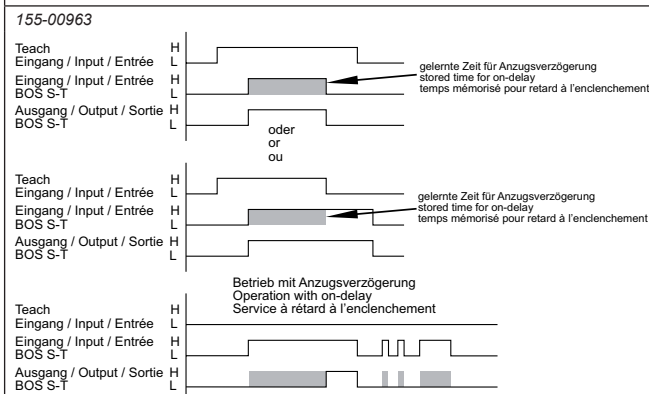 155-00963
Teach H
Eingang / Input / Entrée L
Eingang / Input / Entrée H
BOS S-T L
Ausgang / Output / Sortie H
BOS S-T L
gelernte Zeit für Anzugsverzögerung
stored time for on-delay
temps mémorisé pour retard à l'enclenchement
oder
or
ou
Teach H
Eingang / Input / Entrée L
Eingang / Input / Entrée H
BOS S-T L
Ausgang / Output / Sortie H
BOS S-T L
gelernte Zeit für Anzugsverzögerung
stored time for on-delay
temps mémorisé pour retard à l'enclenchement
Betrieb mit Anzugsverzögerung
Operation with on-delay
Service à rétard à l'enclenchement
Teach H
Eingang / Input / Entrée L
Eingang / Input / Entrée H
BOS S-T L
Ausgang / Output / Sortie H
BOS S-T L